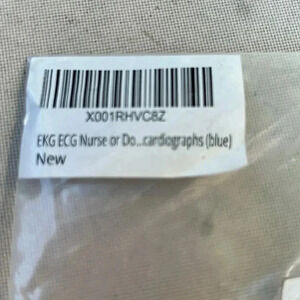 X001RHVC8Z
EKG ECG Nurse or Do...cardiographs (blue)
New